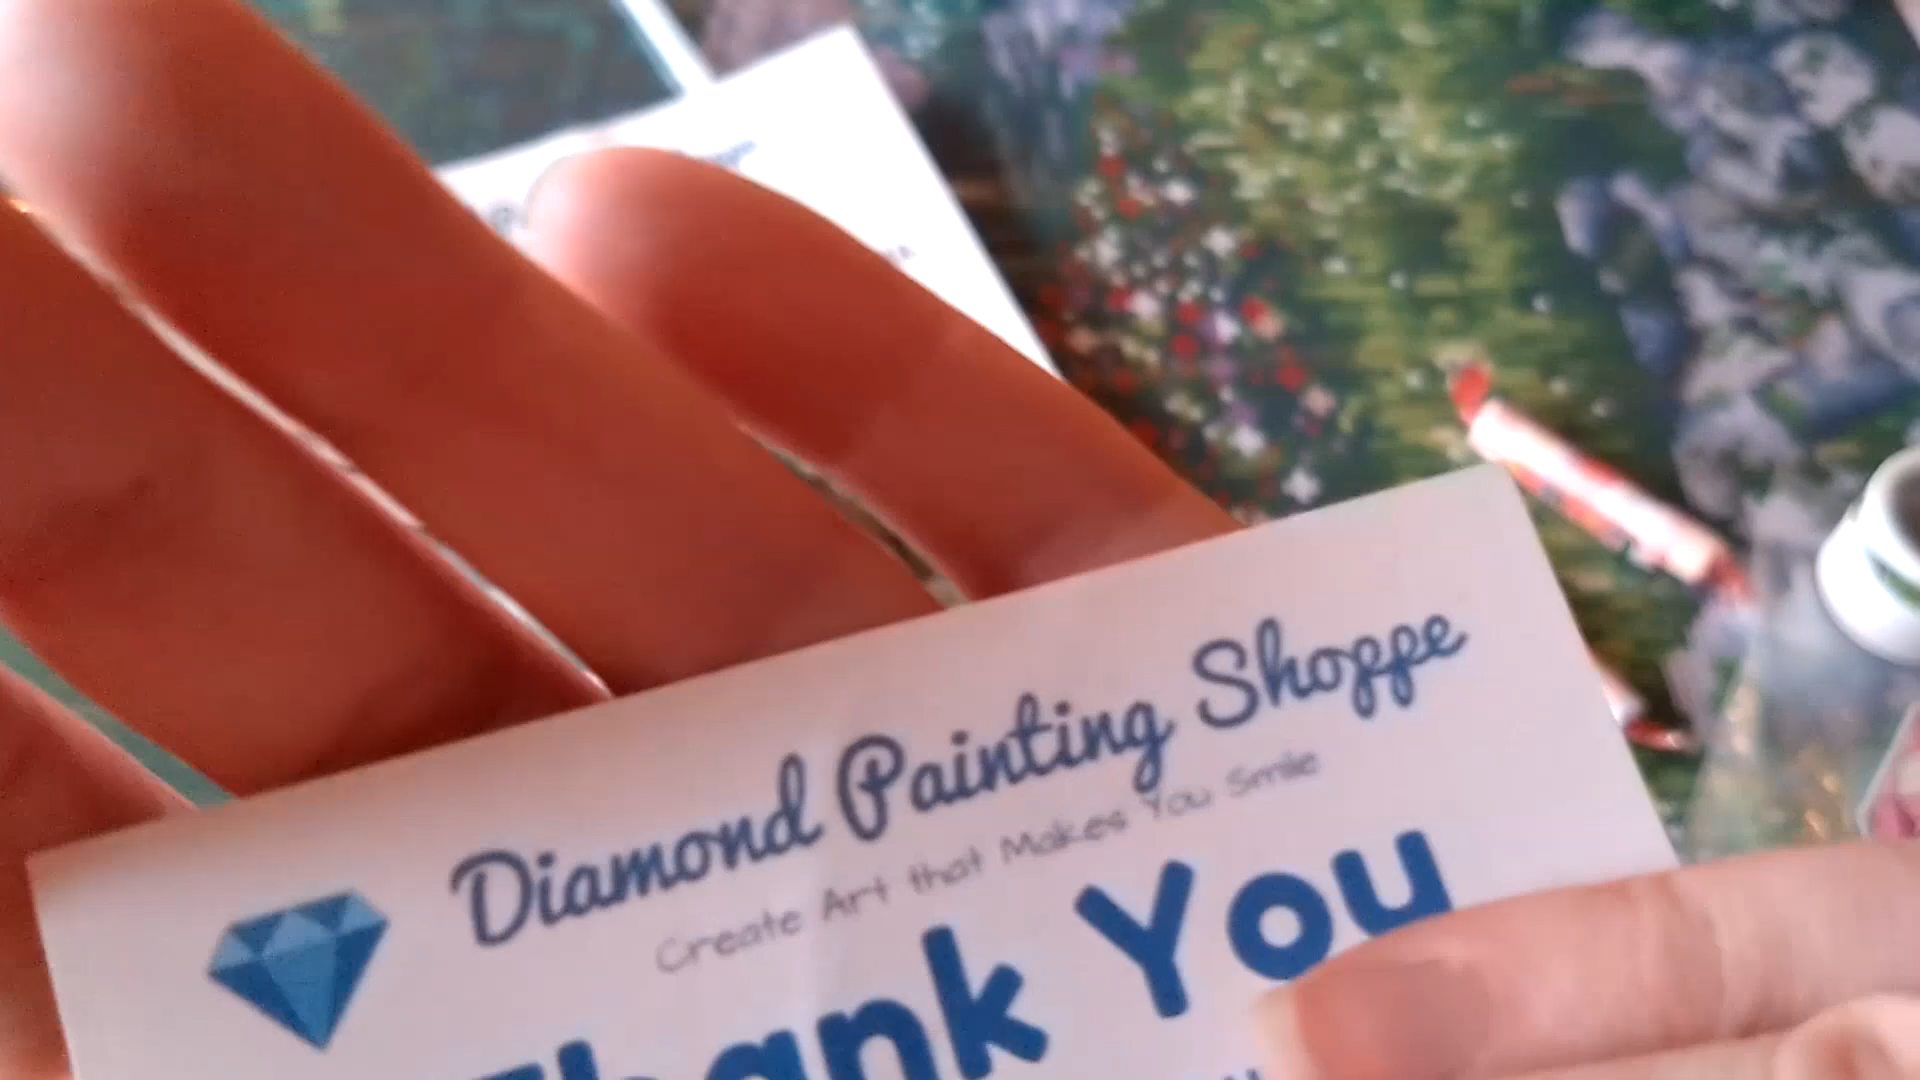 Diamond Painting Shoppe
Create Art that Makes You Smile
Thank You